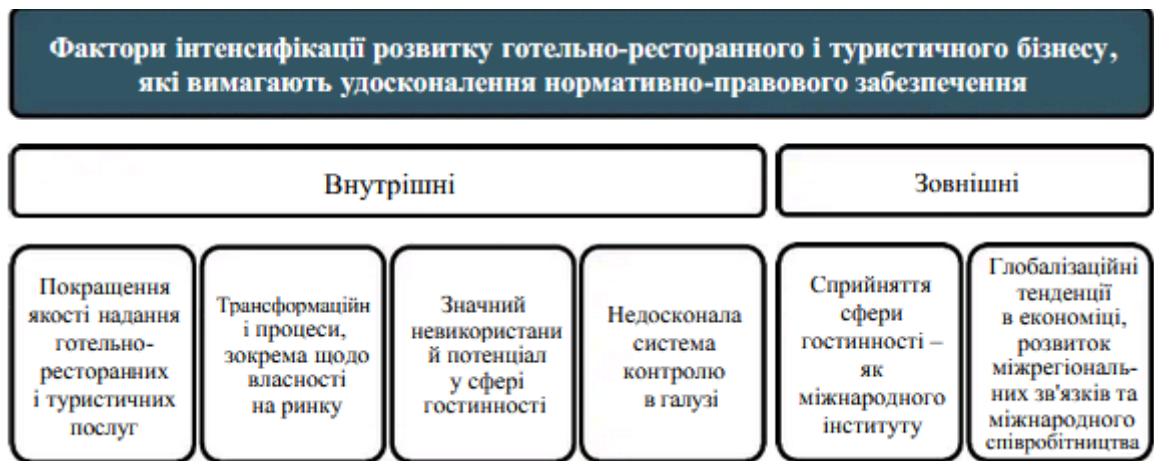 Фактори інтенсифікації розвитку готельно-ресторанного і туристичного бізнесу,
які вимагають удосконалення нормативно-правового забезпечення
Внутрішні
Зовнішні
Покращення
якості надання
готельно-
ресторанних
і туристичних
послуг
Трансформаційн
і процеси,
зокрема щодо
власності
на ринку
Значний
невикористани
й потенціал
у сфері
гостинності
Недосконала
система
контролю
в галузі
Сприйняття
сфери
гостинності –
як
міжнародного
інституту
Глобалізаційні
тенденції
в економіці,
розвиток
міжрегіональ-
них зв'язків та
міжнародного
співробітництва